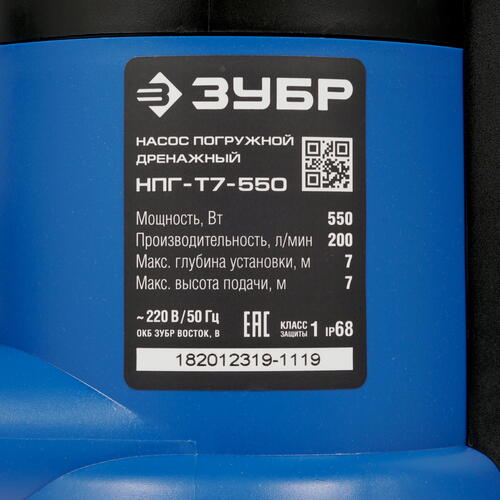 ЗУБР
НАСОС ПОГРУЖНОЙ
ДРЕНАЖНЫЙ
НПГ-Т7-550
Мощность, Вт 550
Производительность, л/мин 200
Макс. глубина установки, м 7
Макс. высота подачи, м 7
~ 220 В / 50 Гц
ОКБ ЗУБР ВОСТОК, В
EAC
КЛАСС
ЗАЩИТЫ 1 IP68
182012319-1119